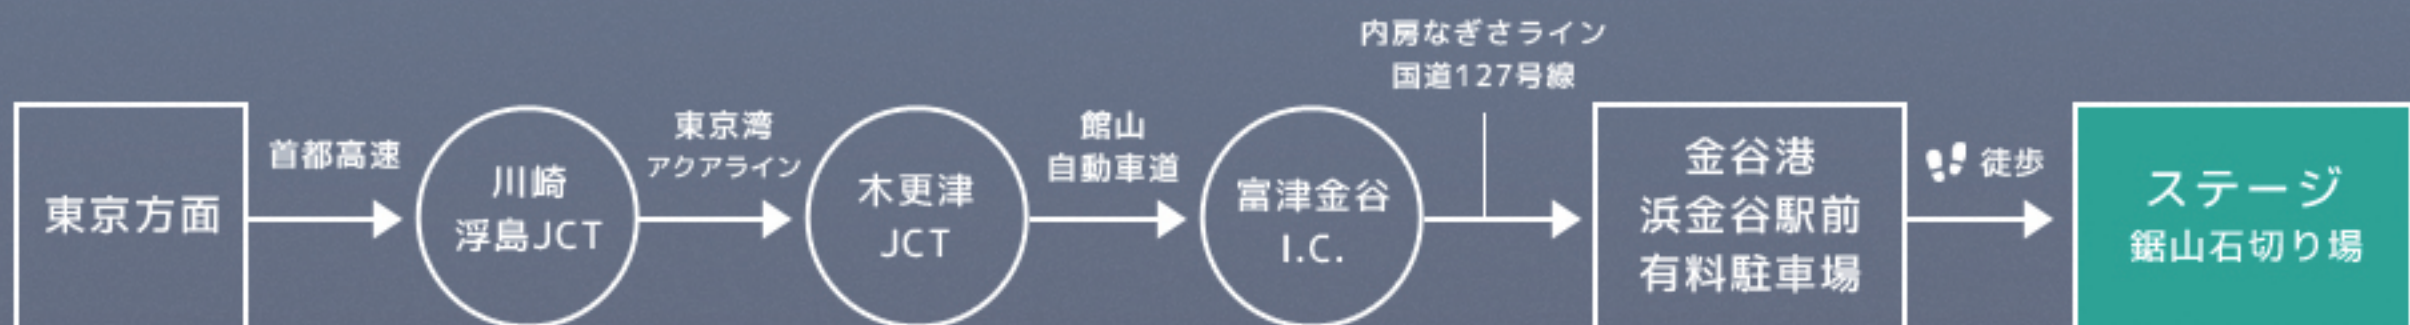 東京方面
首都高速
川崎
浮島JCT
東京湾
アクアライン
木更津
JCT
館山
自動車道
富津金谷
I.C.
内房なぎさライン
国道127号線
金谷港
浜金谷駅前
有料駐車場
徒歩
ステージ
鋸山石切り場